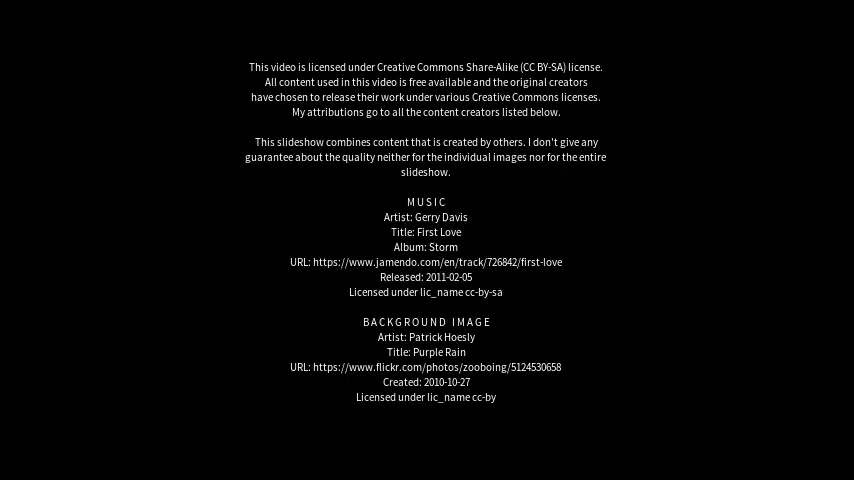 This video is licensed under Creative Commons Share-Alike (CC BY-SA) license.
All content used in this video is free available and the original creators
have chosen to release their work under various Creative Commons licenses.
My attributions go to all the content creators listed below.
This slideshow combines content that is created by others. I don't give any
guarantee about the quality neither for the individual images nor for the entire
slideshow.
MUSIC
Artist: Gerry Davis
Title: First Love
Album: Storm
URL: https://www.jamendo.com/en/track/726842/first-love
Released: 2011-02-05
Licensed under lic_name cc-by-sa
BACKGROUND IMAGE
Artist: Patrick Hoesly
Title: Purple Rain
URL: https://www.flickr.com/photos/zooboing/5124530658
Created: 2010-10-27
Licensed under lic_name cc-by